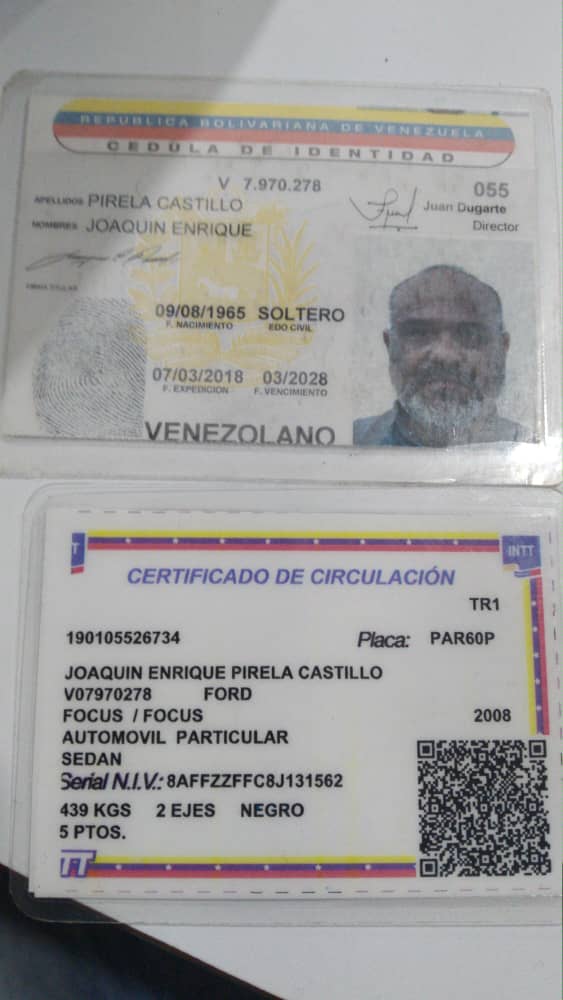 REPUBLICA BOLIVARIANA DE VENEZUELA
CEDULA DE IDENTIDAD
V 7.970.278
055
APELLIDOS PIRELA CASTILLO
Juan Dugarte
NOMBRES JOAQUIN ENRIQUE
Director
FIRMA TITULAR
09/08/1965 SOLTERO
F. NACIMIENTO EDO CIVIL
07/03/2018 03/2028
F. EXPEDICION F. VENCIMIENTO
VENEZOLANO
T INTT
CERTIFICADO DE CIRCULACIÓN
TR1
190105526734 Placa: PAR60P
JOAQUIN ENRIQUE PIRELA CASTILLO
V07970278 FORD
FOCUS / FOCUS 2008
AUTOMOVIL PARTICULAR
SEDAN
Serial N.I.V.: 8AFFZZFFC8J131562
439 KGS 2 EJES NEGRO
5 PTOS.
TT